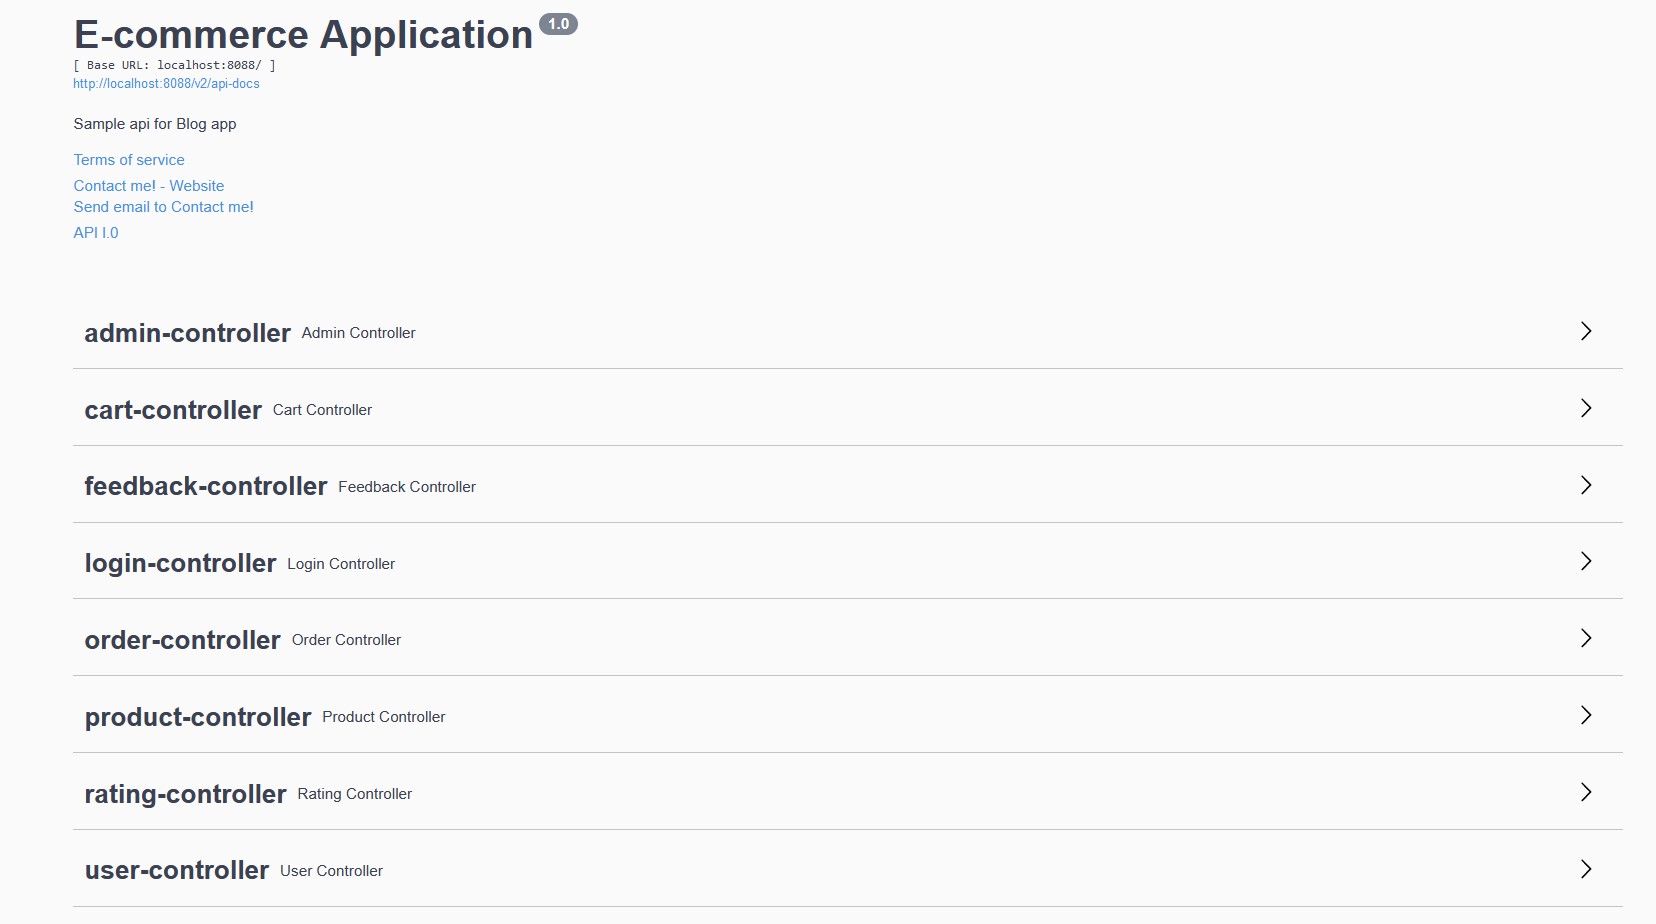 E-commerce Application 1.0
[ Base URL: localhost:8088/ ]
http://localhost:8088/v2/api-docs
Sample api for Blog app
Terms of service
Contact me! - Website
Send email to Contact me!
API l.0
admin-controller Admin Controller
cart-controller Cart Controller
feedback-controller Feedback Controller
login-controller Login Controller
order-controller Order Controller
product-controller Product Controller
rating-controller Rating Controller
user-controller User Controller